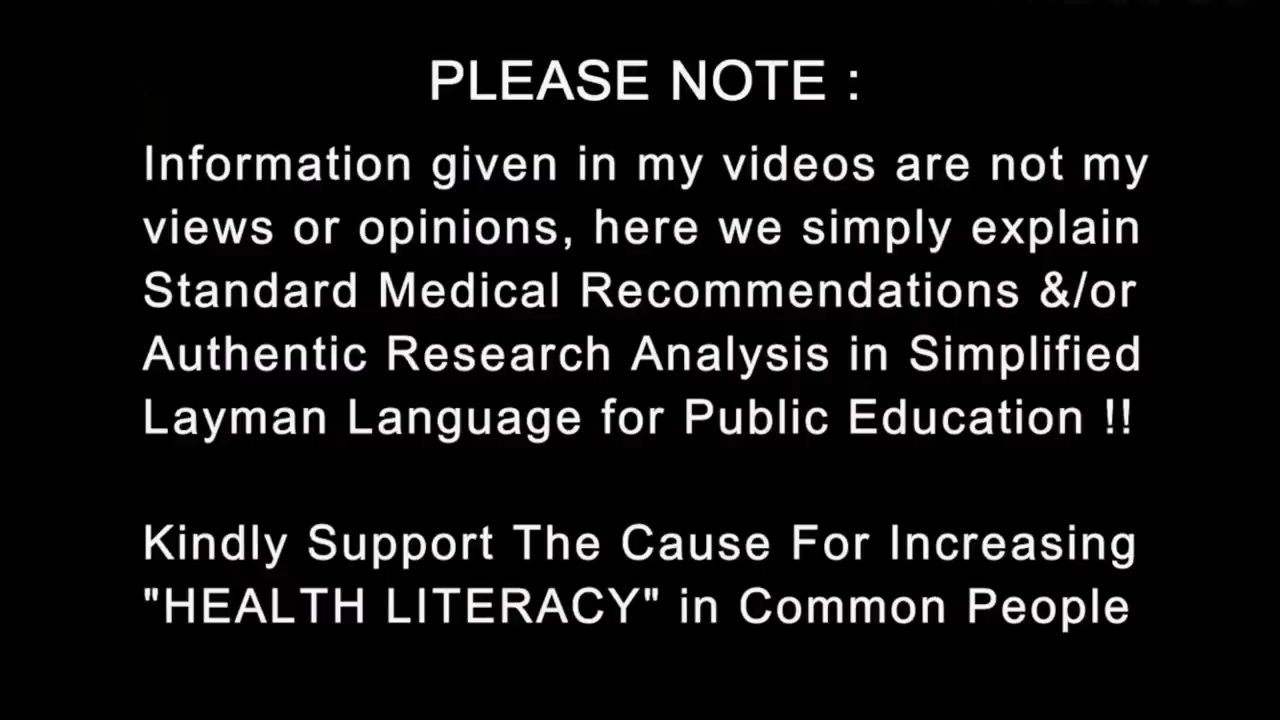 PLEASE NOTE :
Information given in my videos are not my
views or opinions, here we simply explain
Standard Medical Recommendations &/or
Authentic Research Analysis in Simplified
Layman Language for Public Education !!
Kindly Support The Cause For Increasing
"HEALTH LITERACY" in Common People